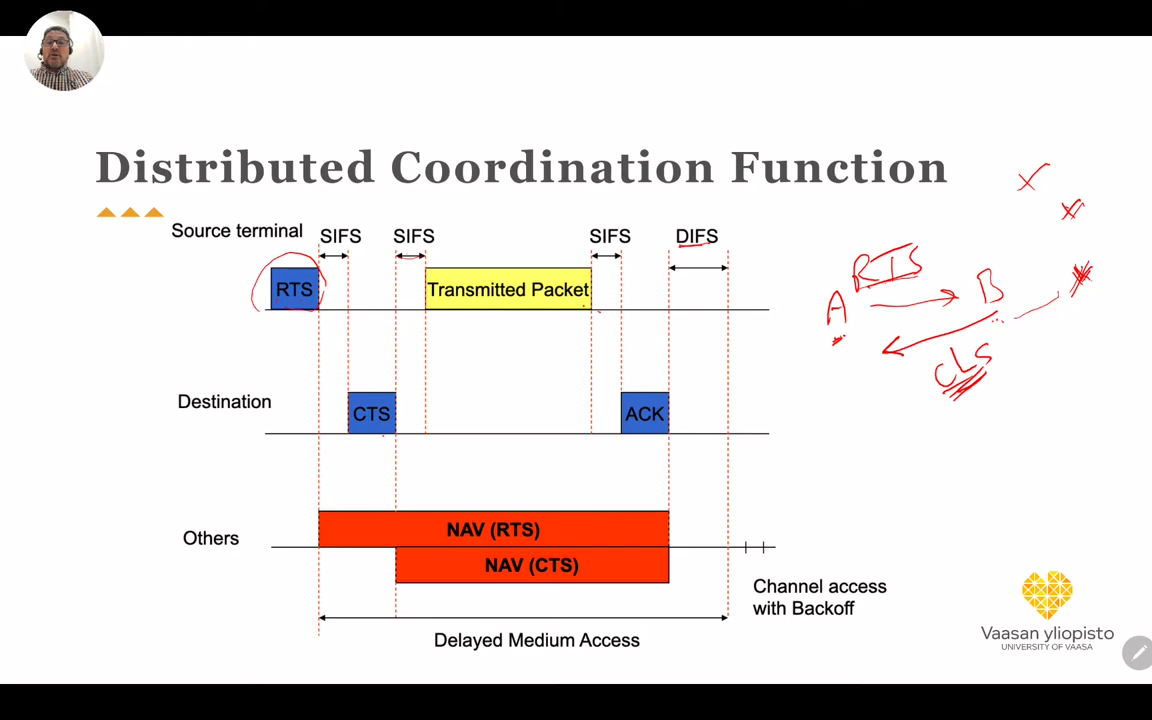 Distributed Coordination Function
Source terminal
SIFS
SIFS
SIFS
DIFS
RTS
Transmitted Packet
RTS
A
B
CLS
Destination
CTS
ACK
Others
NAV (RTS)
NAV (CTS)
Channel access
with Backoff
Delayed Medium Access
Vaasan yliopisto
UNIVERSITY OF VAASA